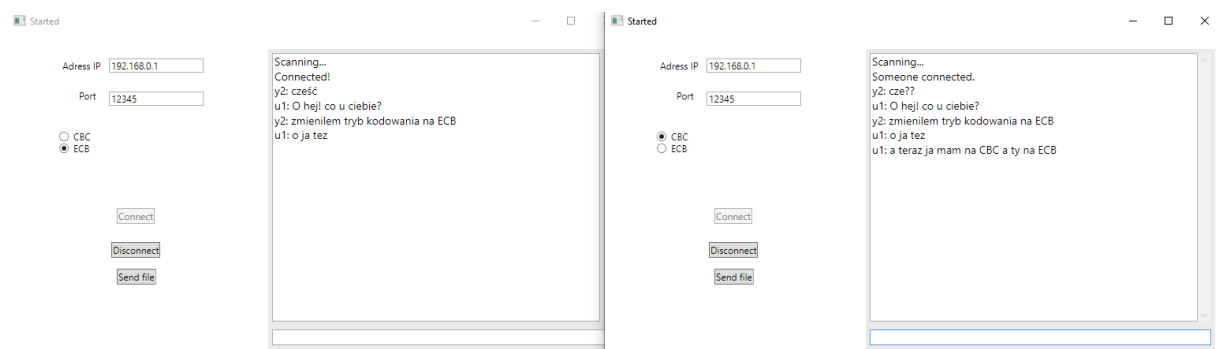 Started
Adress IP 192.168.0.1
Port 12345
CBC
ECB
Connect
Disconnect
Send file
Scanning...
Connected!
y2: cześć
u1: O hej! co u ciebie?
y2: zmienilem tryb kodowania na ECB
u1: o ja tez
Started
Adress IP 192.168.0.1
Port 12345
CBC
ECB
Connect
Disconnect
Send file
Scanning...
Someone connected.
y2: cze??
u1: O hej! co u ciebie?
y2: zmienilem tryb kodowania na ECB
u1: o ja tez
u1: a teraz ja mam na CBC a ty na ECB